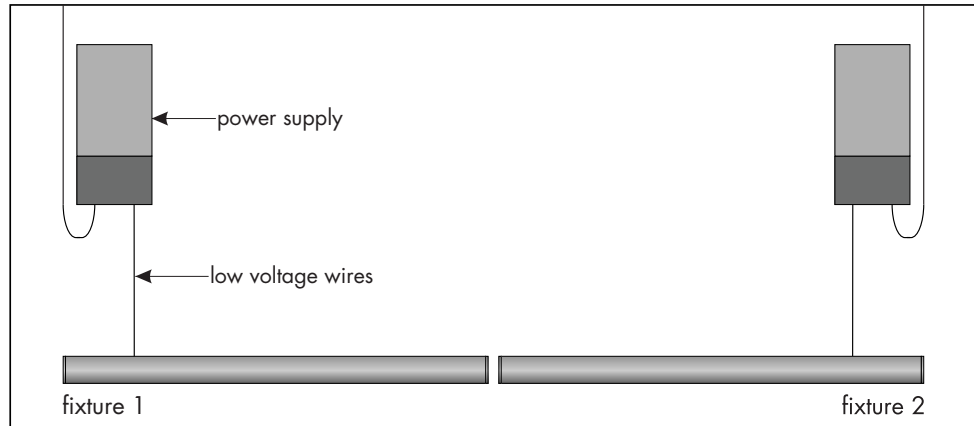 power supply
low voltage wires
fixture 1
fixture 2